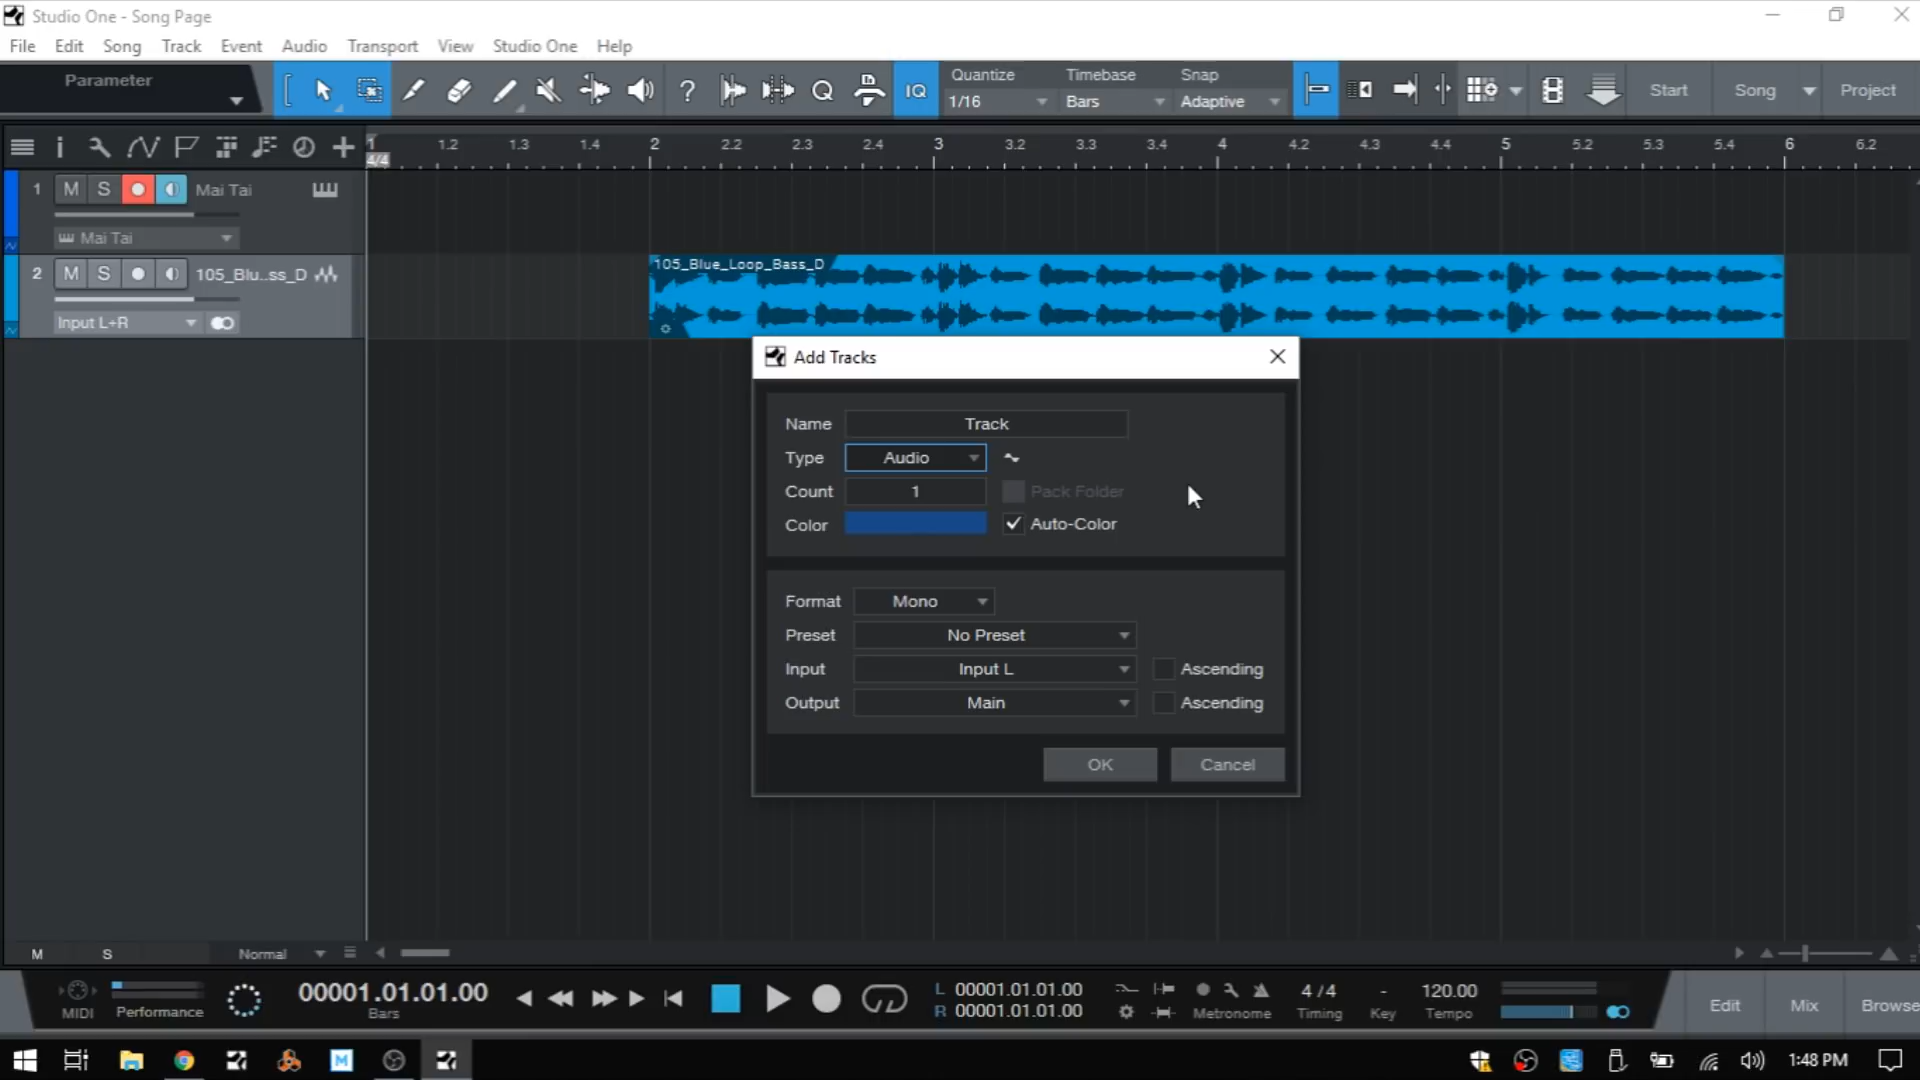 Studio One - Song Page
File Edit Song Track Event Audio Transport View Studio One Help
Parameter
IQ
Quantize Timebase Snap
1/16 Bars Adaptive
Start Song Project
1 1.2 1.3 1.4 2 2.2 2.3 2.4 3 3.2 3.3 3.4 4 4.2 4.3 4.4 5 5.2 5.3 5.4 6 6.2
4/4
1 M S Mai Tai
Mai Tai
2 M S 105_Blu..ss_D
Input L+R
105_Blue_Loop_Bass_D
Add Tracks
Name Track
Type Audio
Count 1 Pack Folder
Color Auto-Color
Format Mono
Preset No Preset
Input Input L Ascending
Output Main Ascending
OK Cancel
M S Normal
MIDI Performance
00001.01.01.00
Bars
L 00001.01.01.00
R 00001.01.01.00
Metronome
4 / 4
Timing
-
Key
120.00
Tempo
Edit Mix Browse
1:48 PM